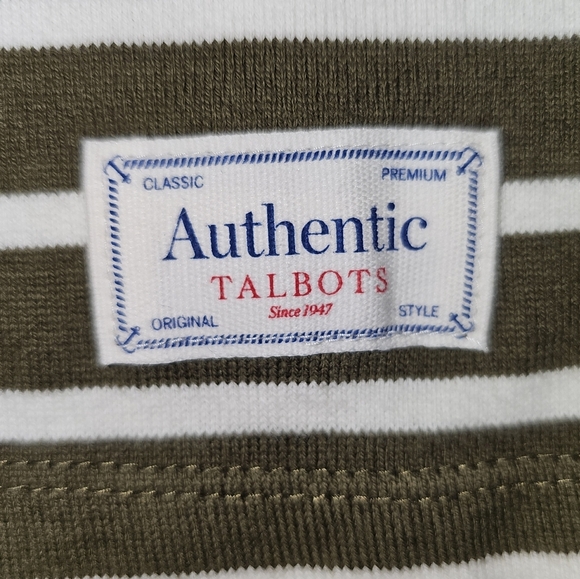 CLASSIC PREMIUM
Authentic
TALBOTS
Since 1947
ORIGINAL STYLE